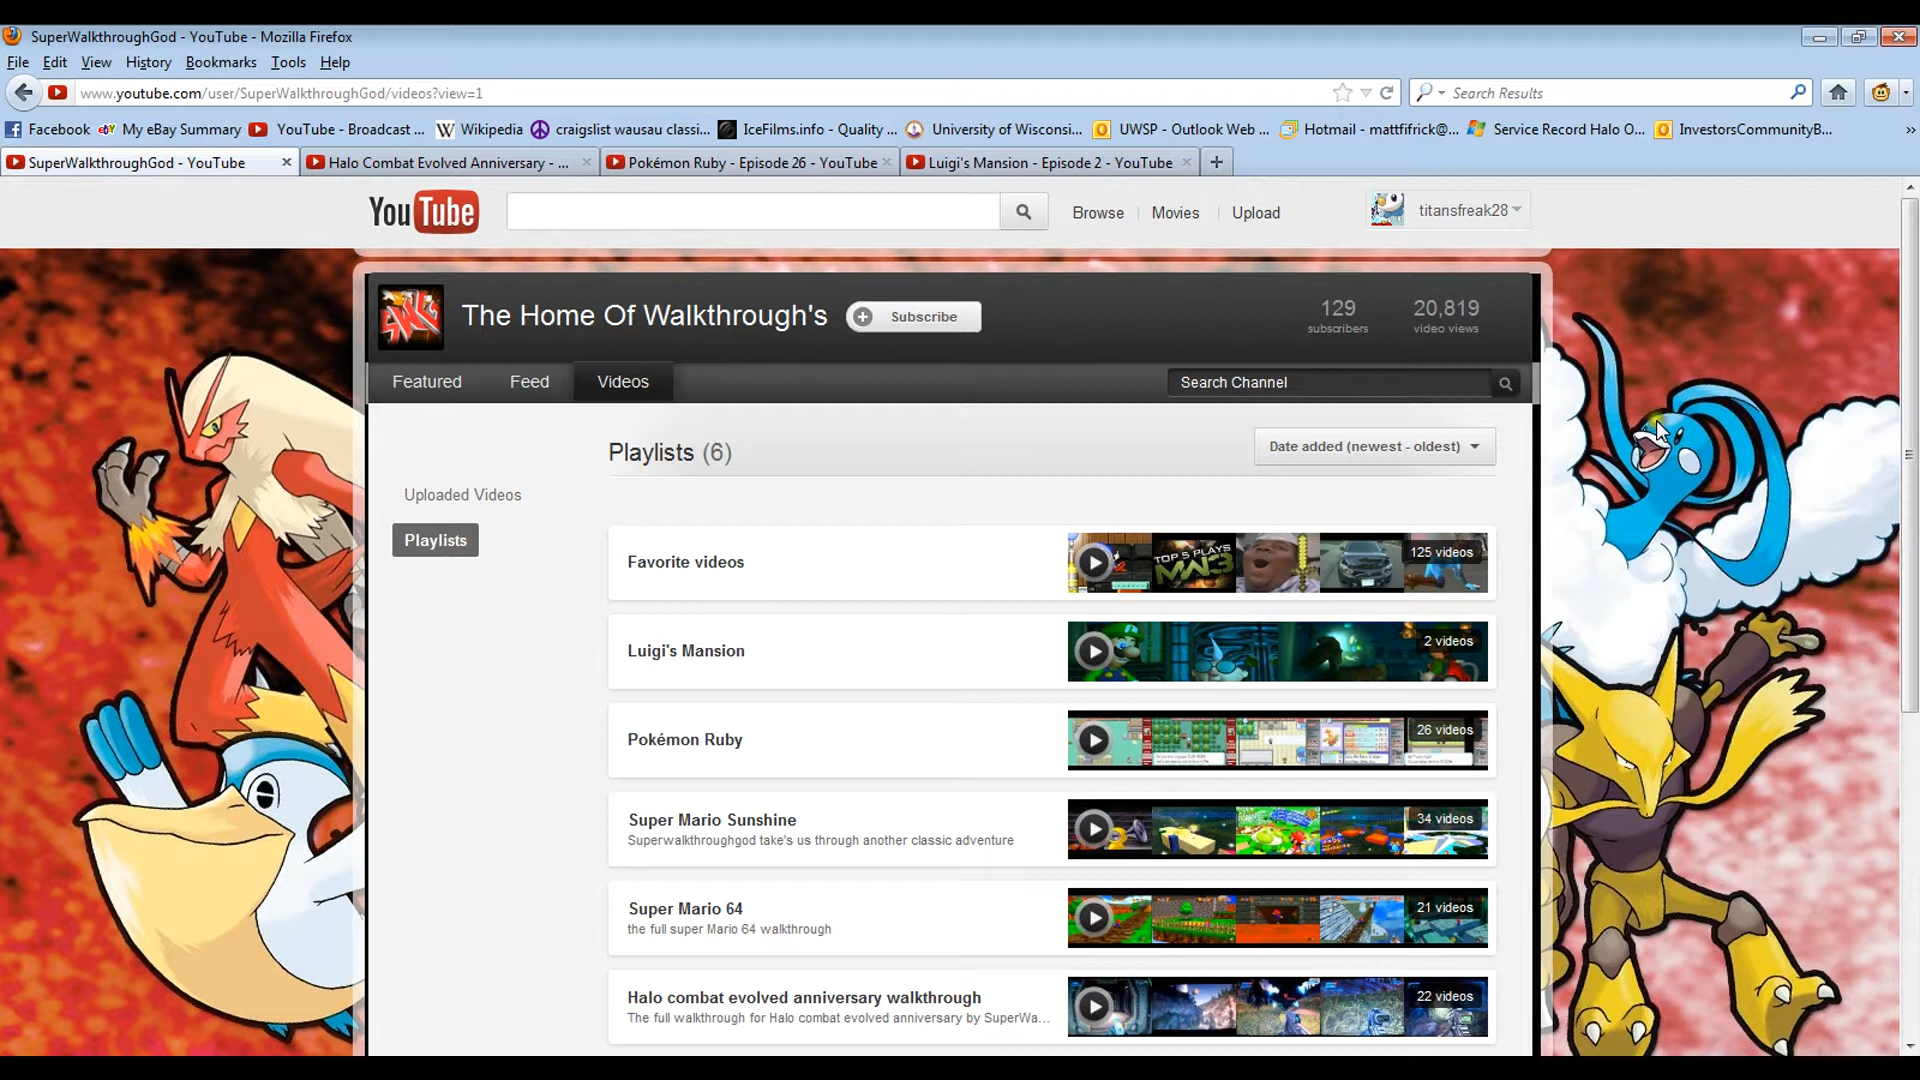 SuperWalkthroughGod - YouTube - Mozilla Firefox
File Edit View History Bookmarks Tools Help
www.youtube.com/user/SuperWalkthroughGod/videos?view=1
Search Results
Facebook My eBay Summary YouTube - Broadcast ... Wikipedia craigslist wausau classi... IceFilms.info - Quality ... University of Wisconsi... UWSP - Outlook Web ... Hotmail - mattfifrick@... Service Record Halo O... InvestorsCommunityB...
SuperWalkthroughGod - YouTube Halo Combat Evolved Anniversary - ... Pokémon Ruby - Episode 26 - YouTube Luigi's Mansion - Episode 2 - YouTube
YouTube Browse Movies Upload titansfreak28
The Home Of Walkthrough's Subscribe 129 20,819
subscribers video views
Featured Feed Videos Search Channel
Playlists (6) Date added (newest - oldest)
Uploaded Videos
Playlists
Favorite videos 125 videos
TOP 5 PLAYS
MW3
Luigi's Mansion 2 videos
Pokémon Ruby 26 videos
Super Mario Sunshine 34 videos
Superwalkthroughgod take's us through another classic adventure
Super Mario 64 21 videos
the full super Mario 64 walkthrough
Halo combat evolved anniversary walkthrough 22 videos
The full walkthrough for Halo combat evolved anniversary by SuperWa...